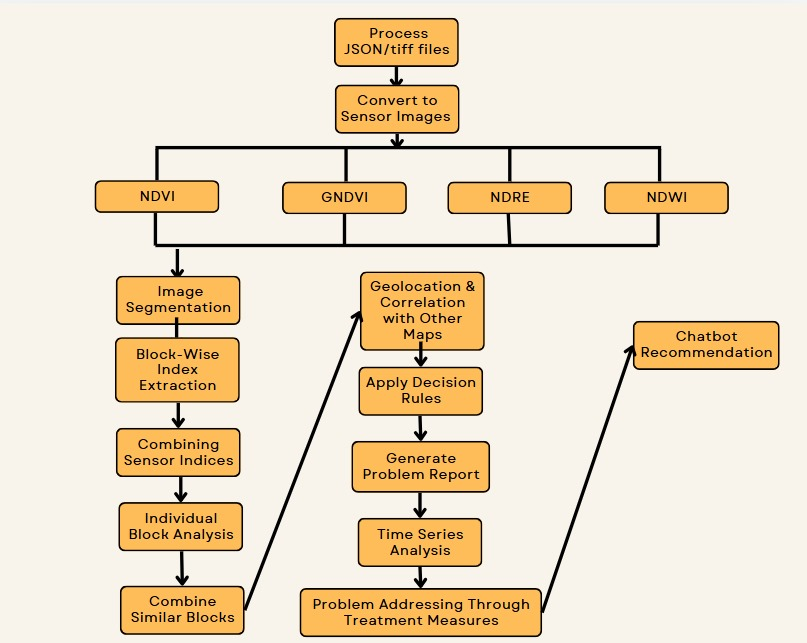 Process
JSON/tiff files
Convert to
Sensor Images
NDVI
GNDVI
NDRE
NDWI
Image
Segmentation
Block-Wise
Index
Extraction
Combining
Sensor Indices
Individual
Block Analysis
Combine
Similar Blocks
Geolocation &
Correlation
with Other
Maps
Apply Decision
Rules
Generate
Problem Report
Time Series
Analysis
Problem Addressing Through
Treatment Measures
Chatbot
Recommendation